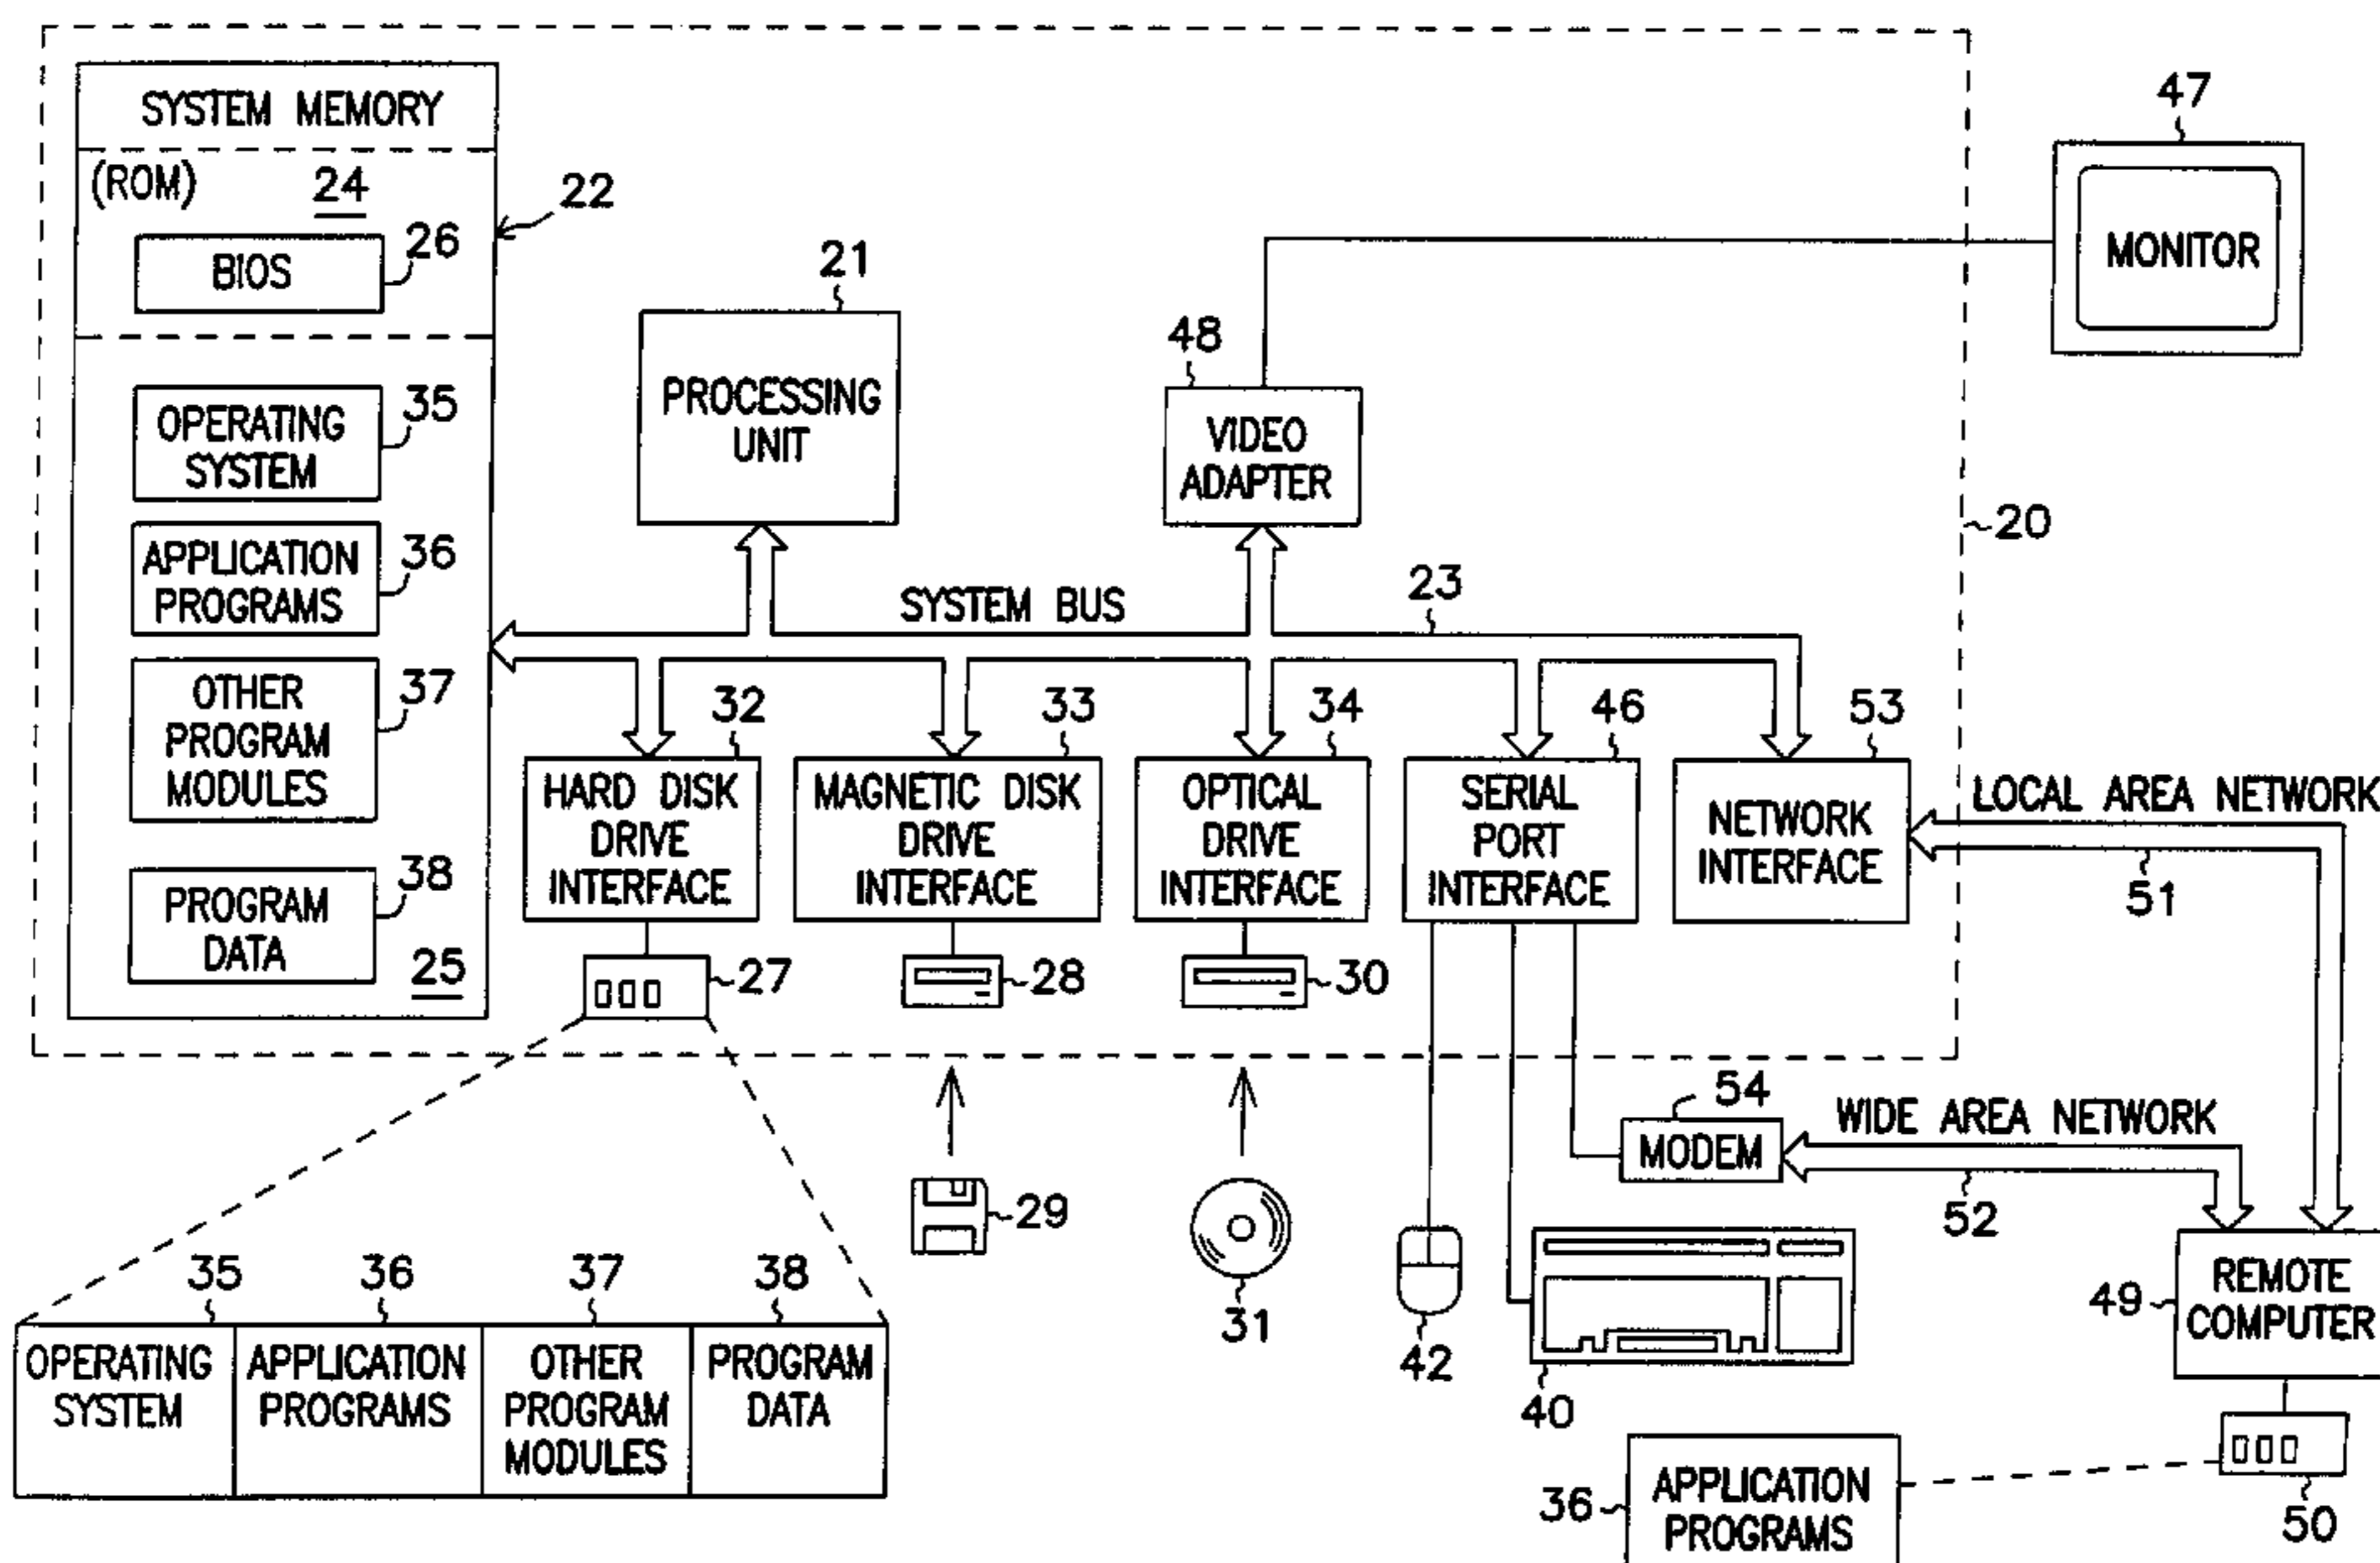 SYSTEM MEMORY
(ROM)
24
22
BIOS
26
OPERATING
SYSTEM
35
APPLICATION
PROGRAMS
36
OTHER
PROGRAM
MODULES
37
PROGRAM
DATA
38
25
21
PROCESSING
UNIT
48
VIDEO
ADAPTER
47
MONITOR
20
SYSTEM BUS
23
32
HARD DISK
DRIVE
INTERFACE
33
MAGNETIC DISK
DRIVE
INTERFACE
34
OPTICAL
DRIVE
INTERFACE
46
SERIAL
PORT
INTERFACE
53
NETWORK
INTERFACE
LOCAL AREA NETWORK
51
27
28
30
29
31
54
MODEM
WIDE AREA NETWORK
52
42
40
49
REMOTE
COMPUTER
50
36
APPLICATION
PROGRAMS
35
OPERATING
SYSTEM
36
APPLICATION
PROGRAMS
37
OTHER
PROGRAM
MODULES
38
PROGRAM
DATA